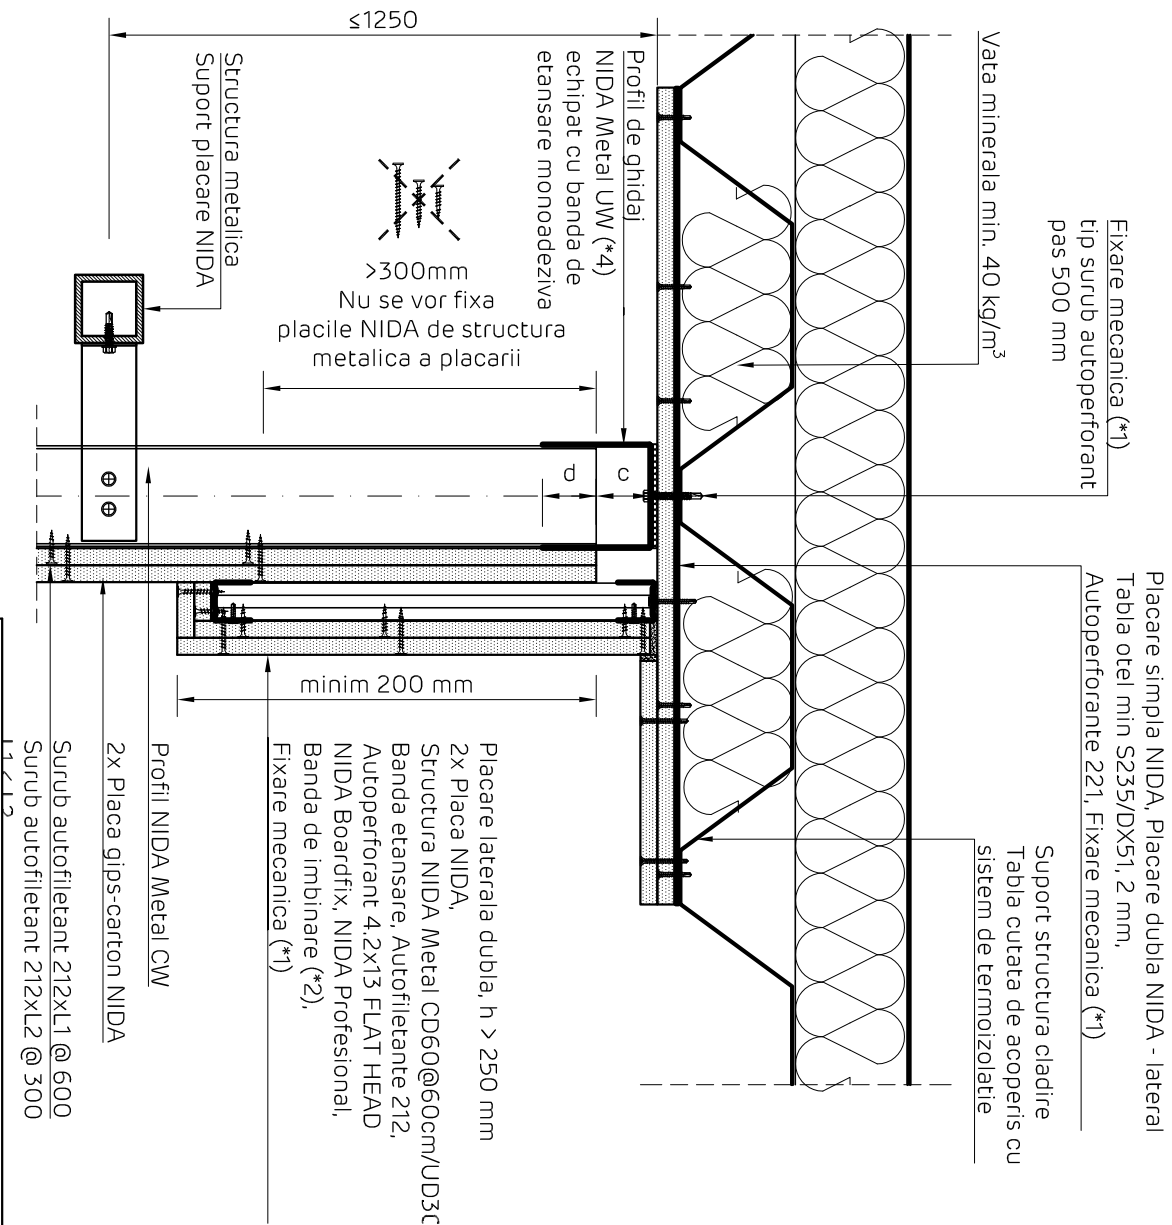 ≤1250
Structura metalica
Suport placare NIDA
Profil de ghidaj
NIDA Metal UW (*4)
echipat cu banda de
etansare monoadeziva
Vata minerala min. 40 kg/m³
Fixare mecanica (*1)
tip surub autoperforant
pas 500 mm
>300mm
Nu se vor fixa
placile NIDA de structura
metalica a placarii
d
c
Placare simpla NIDA, Placare dubla NIDA - lateral
Tabla otel min S235/DX51, 2 mm,
Autoperforante 221, Fixare mecanica (*1)
Suport structura cladire
Tabla cutata de acoperis cu
sistem de termoizolatie
minim 200 mm
Placare laterala dubla, h > 250 mm
2x Placa NIDA,
Structura NIDA Metal CD60@60cm/UD30
Banda etansare, Autofiletante 212,
Autoperforant 4.2x13 FLAT HEAD
NIDA Boardfix, NIDA Profesional,
Banda de imbinare (*2),
Fixare mecanica (*1)
Profil NIDA Metal CW
2x Placa gips-carton NIDA
Surub autofiletant 212xL1 @ 600
Surub autofiletant 212xL2 @ 300
L1<L2